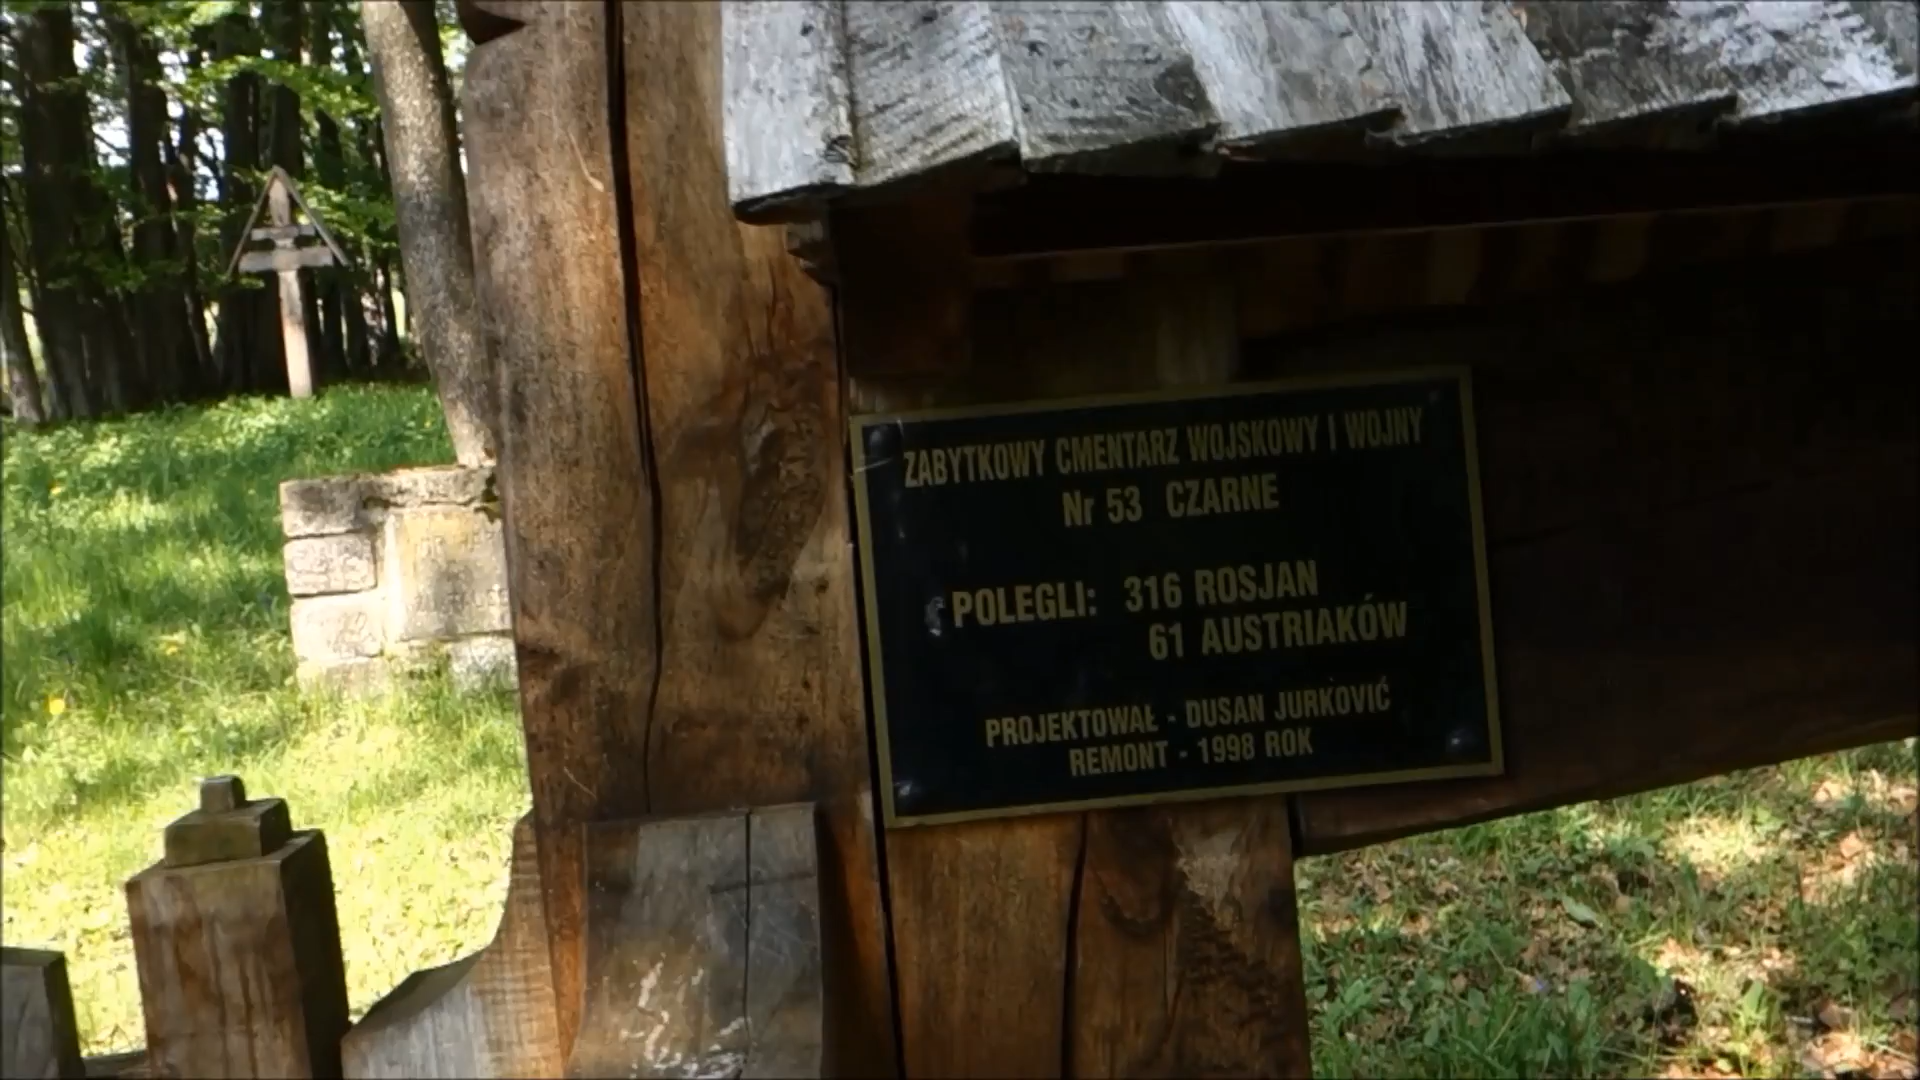 ZABYTKOWY CMENTARZ WOJSKOWY I WOJNY
Nr 53 CZARNE
POLEGLI: 316 ROSJAN
61 AUSTRIAKÓW
PROJEKTOWAŁ - DUSAN JURKOVIĆ
REMONT - 1998 ROK